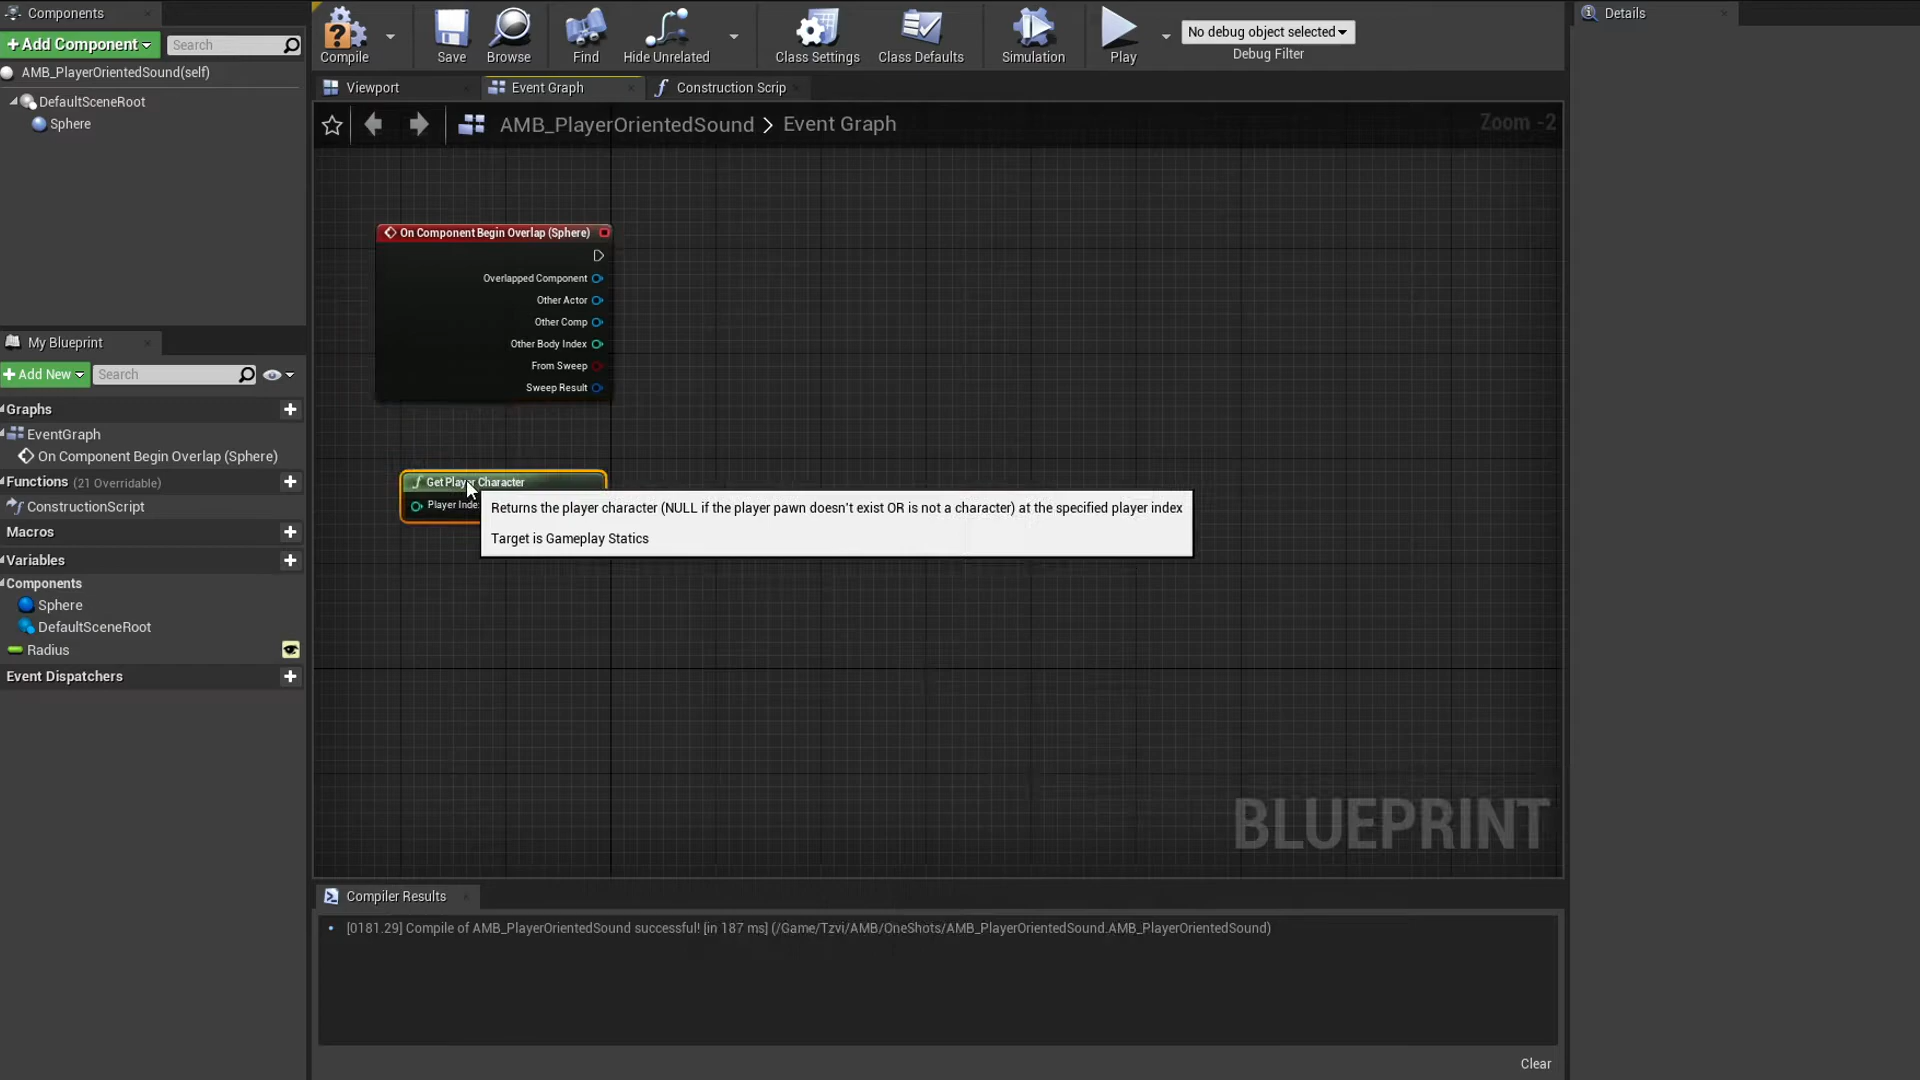 Components
Details
+Add Component
Search
Compile
Save
Browse
Find
Hide Unrelated
Class Settings
Class Defaults
Simulation
Play
No debug object selected
Debug Filter
AMB_PlayerOrientedSound(self)
DefaultSceneRoot
Sphere
Viewport
Event Graph
Construction Scrip
AMB_PlayerOrientedSound > Event Graph
Zoom -2
On Component Begin Overlap (Sphere)
Overlapped Component
Other Actor
Other Comp
Other Body Index
From Sweep
Sweep Result
My Blueprint
+Add New
Search
Graphs
EventGraph
On Component Begin Overlap (Sphere)
Functions (21 Overridable)
ConstructionScript
Macros
Variables
Components
Sphere
DefaultSceneRoot
Radius
Event Dispatchers
Get Player Character
Player Inde
Returns the player character (NULL if the player pawn doesn't exist OR is not a character) at the specified player index
Target is Gameplay Statics
BLUEPRINT
Compiler Results
[0181.29] Compile of AMB_PlayerOrientedSound successful! [in 187 ms] (/Game/Tzvi/AMB/OneShots/AMB_PlayerOrientedSound.AMB_PlayerOrientedSound)
Clear